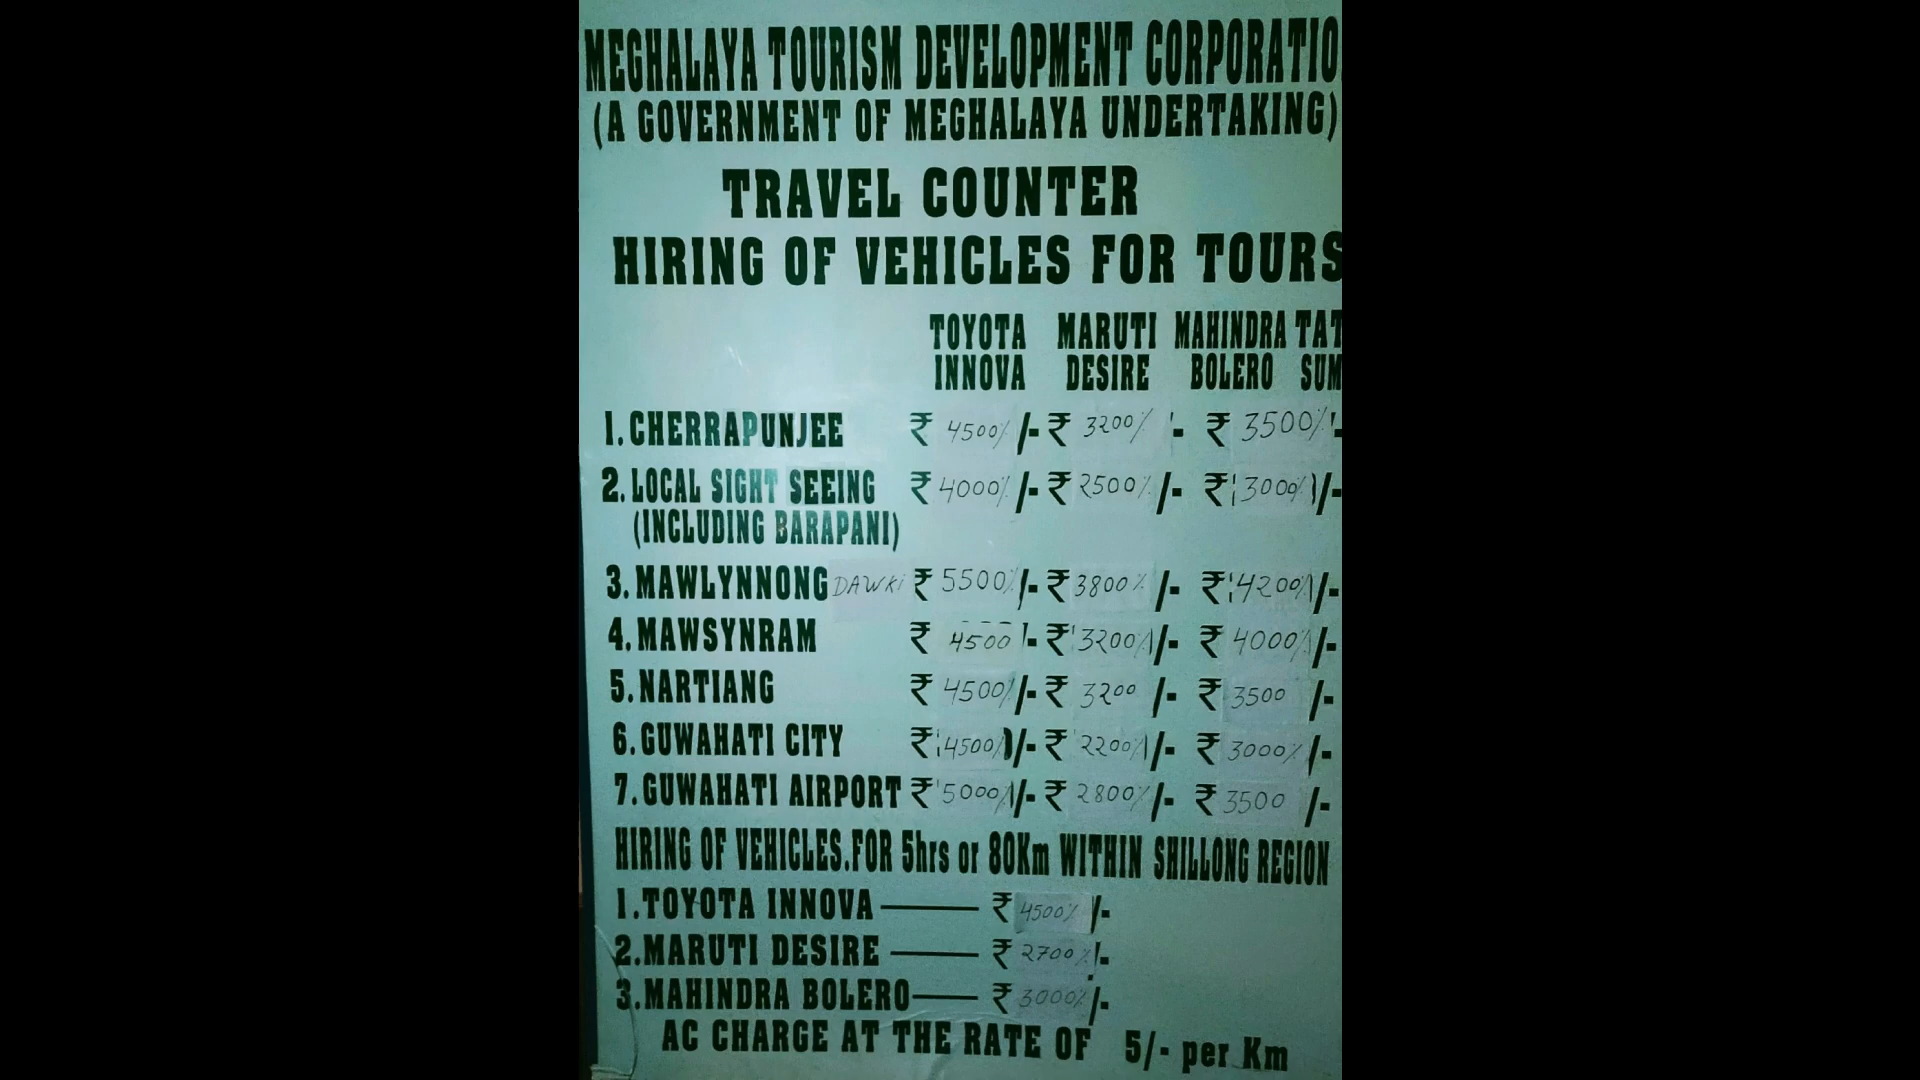 MEGHALAYA TOURISM DEVELOPMENT CORPORATIO
(A GOVERNMENT OF MEGHALAYA UNDERTAKING)
TRAVEL COUNTER
HIRING OF VEHICLES FOR TOURS
TOYOTA MARUTI MAHINDRA TAT
INNOVA DESIRE BOLERO SUM
1. CHERRAPUNJEE ₹ 4500/- ₹ 3200/- ₹ 3500/-
2. LOCAL SIGHT SEEING ₹ 4000/- ₹ 2500/- ₹ 3000/-
(INCLUDING BARAPANI)
3. MAWLYNNONG DAWKI ₹ 5500/- ₹ 3800/- ₹ 4200/-
4. MAWSYNRAM ₹ 4500/- ₹ 3200/- ₹ 4000/-
5. NARTIANG ₹ 4500/- ₹ 3200/- ₹ 3500/-
6. GUWAHATI CITY ₹ 4500/- ₹ 2200/- ₹ 3000/-
7. GUWAHATI AIRPORT ₹ 5000/- ₹ 2800/- ₹ 3500/-
HIRING OF VEHICLES.FOR 5hrs or 80Km WITHIN SHILLONG REGION
1. TOYOTA INNOVA — ₹ 4500/-
2. MARUTI DESIRE — ₹ 2700/-
3. MAHINDRA BOLERO — ₹ 3000/-
AC CHARGE AT THE RATE OF 5/- per Km